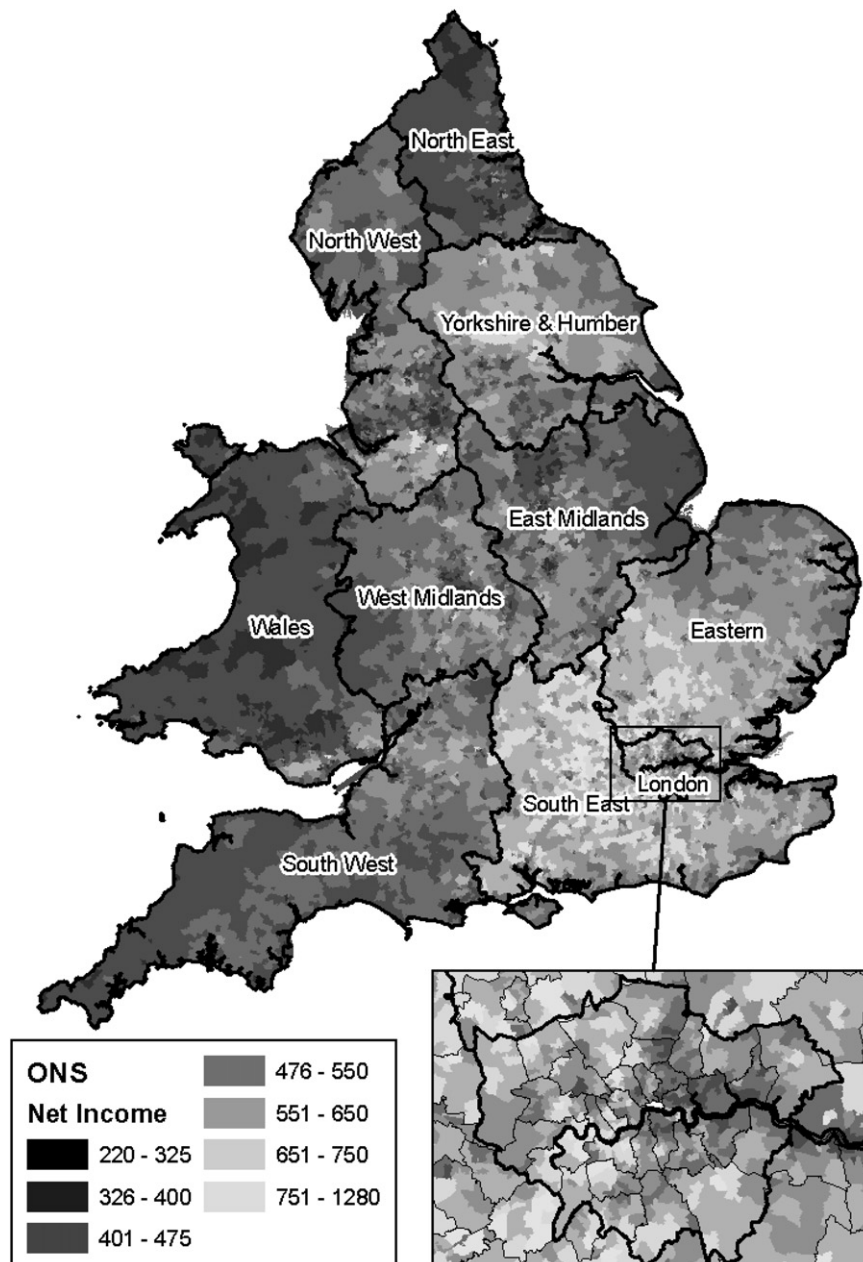 North East
North West
Yorkshire & Humber
East Midlands
West Midlands
Wales
Eastern
London
South East
South West
ONS
Net Income
220 - 325
326 - 400
401 - 475
476 - 550
551 - 650
651 - 750
751 - 1280